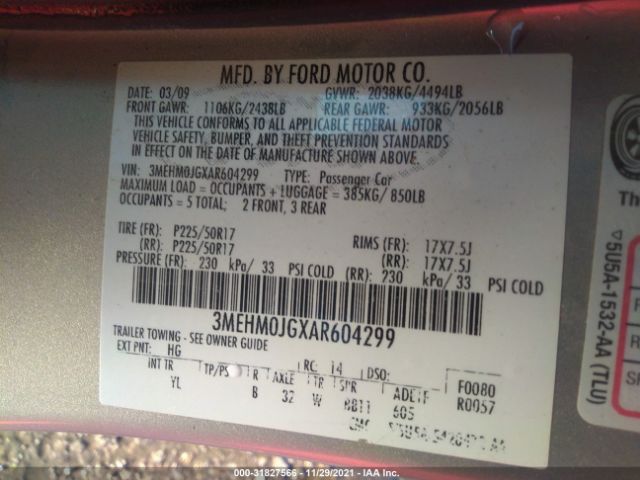 MFD. BY FORD MOTOR CO.
DATE: 03/09 GVWR: 2038KG/4494LB
FRONT GAWR: 1106KG/2438LB REAR GAWR: 933KG/2056LB
THIS VEHICLE CONFORMS TO ALL APPLICABLE FEDERAL MOTOR
VEHICLE SAFETY, BUMPER, AND THEFT PREVENTION STANDARDS
IN EFFECT ON THE DATE OF MANUFACTURE SHOWN ABOVE.
VIN: 3MEHM0JGXAR604299 TYPE: Passenger Car
MAXIMUM LOAD = OCCUPANTS + LUGGAGE = 385KG/850LB
OCCUPANTS = 5 TOTAL; 2 FRONT, 3 REAR
TIRE (FR): P225/50R17 RIMS (FR): 17X7.5J
(RR): P225/50R17 (RR): 17X7.5J
PRESSURE (FR): 230 kPa/ 33 PSI COLD (RR): 230 kPa/ 33 PSI COLD
3MEHM0JGXAR604299
TRAILER TOWING - SEE OWNER GUIDE
EXT PNT: HG RC: 14 DSO: F0080
INT TR TP/PS R AXLE TR SPR R0057
YL B 32 W BB11 605
5U5A-1532-AA (TLU)
000-31827566 - 11/29/2021 - IAA Inc.